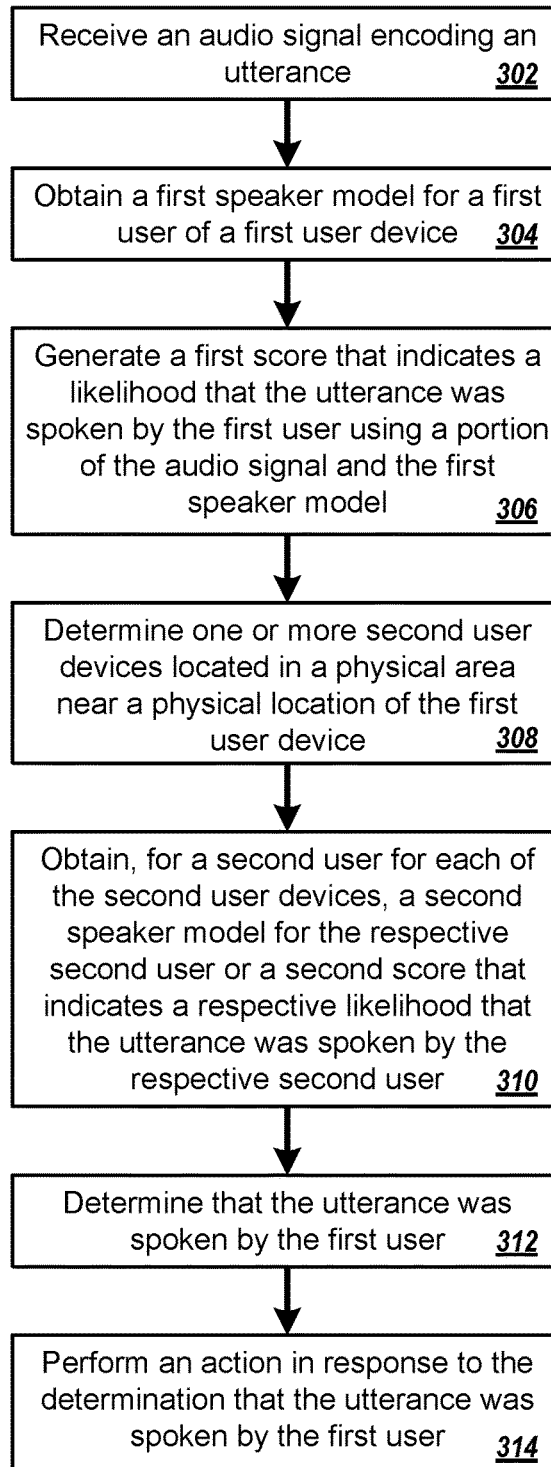 Receive an audio signal encoding an
utterance 302
Obtain a first speaker model for a first
user of a first user device 304
Generate a first score that indicates a
likelihood that the utterance was
spoken by the first user using a portion
of the audio signal and the first
speaker model 306
Determine one or more second user
devices located in a physical area
near a physical location of the first
user device 308
Obtain, for a second user for each of
the second user devices, a second
speaker model for the respective
second user or a second score that
indicates a respective likelihood that
the utterance was spoken by the
respective second user 310
Determine that the utterance was
spoken by the first user 312
Perform an action in response to the
determination that the utterance was
spoken by the first user 314